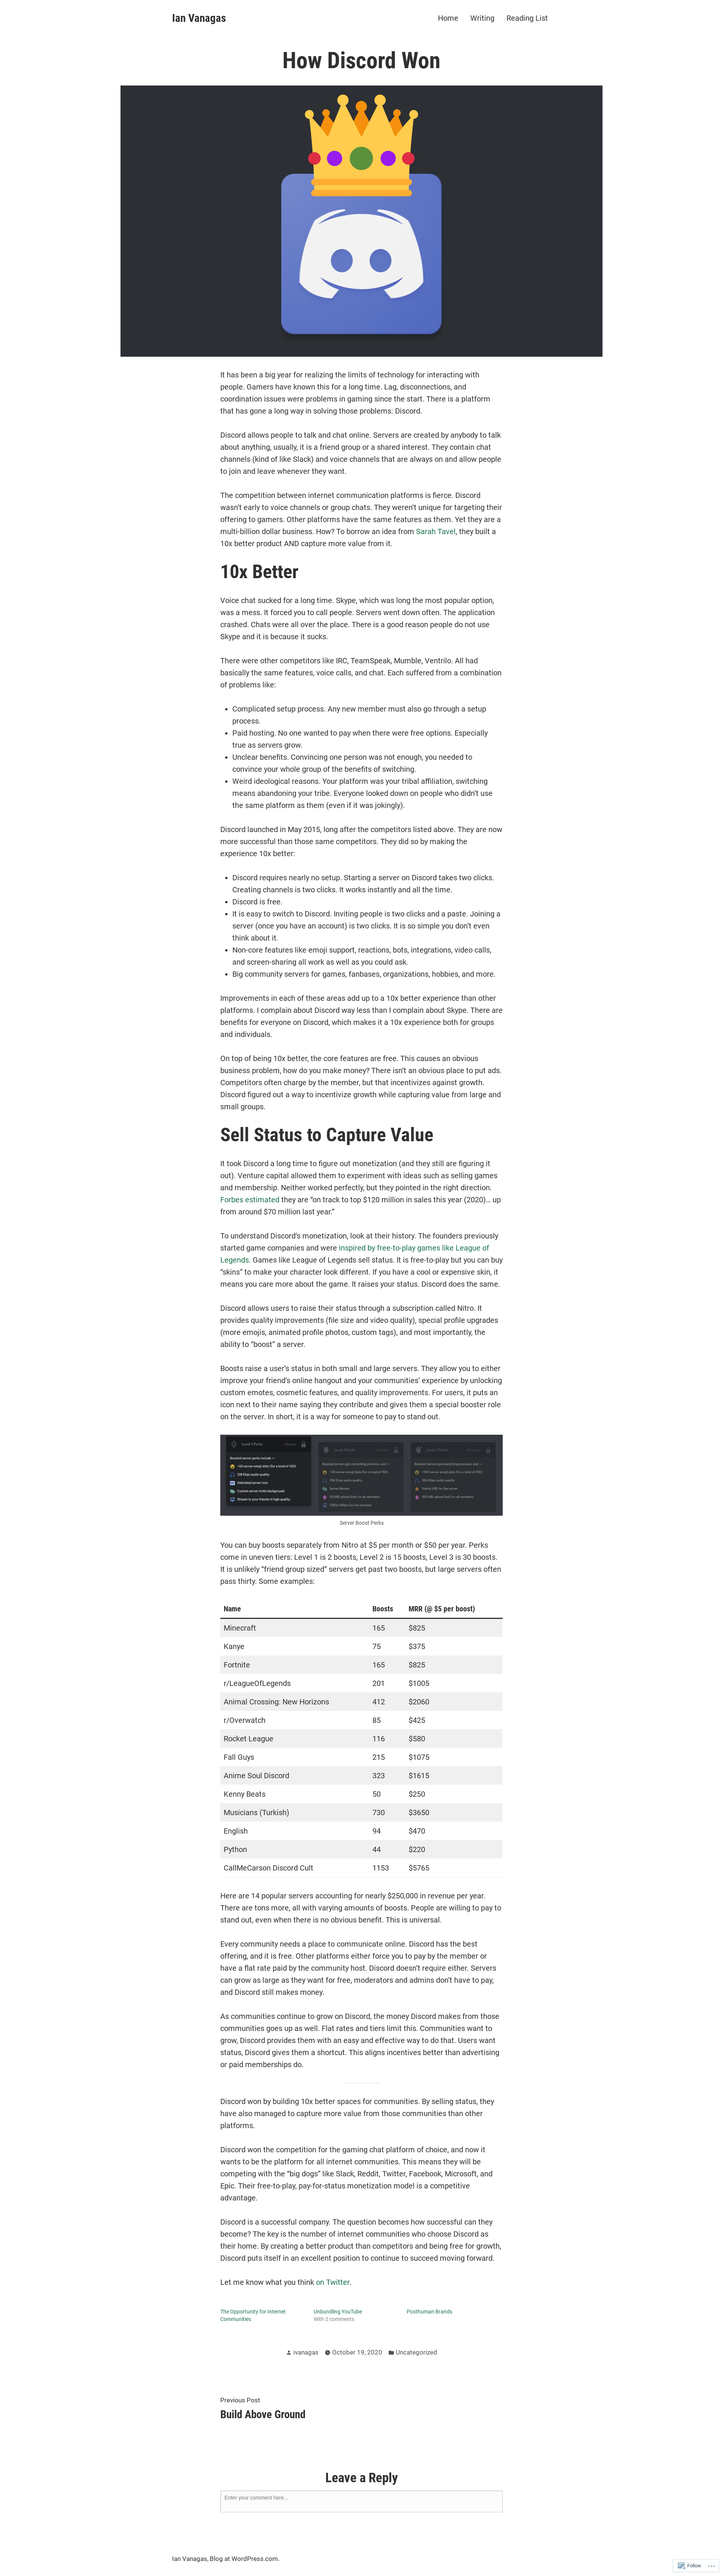 Ian Vanagas
Home Writing Reading List
How Discord Won
It has been a big year for realizing the limits of technology for interacting with
people. Gamers have known this for a long time. Lag, disconnections, and
coordination issues were problems in gaming since the start. There is a platform
that has gone a long way in solving those problems: Discord.
Discord allows people to talk and chat online. Servers are created by anybody to talk
about anything, usually, it is a friend group or a shared interest. They contain chat
channels (kind of like Slack) and voice channels that are always on and allow people
to join and leave whenever they want.
The competition between internet communication platforms is fierce. Discord
wasn’t early to voice channels or group chats. They weren’t unique for targeting their
offering to gamers. Other platforms have the same features as them. Yet they are a
multi-billion dollar business. How? To borrow an idea from Sarah Tavel, they built a
10x better product AND capture more value from it.
10x Better
Voice chat sucked for a long time. Skype, which was long the most popular option,
was a mess. It forced you to call people. Servers went down often. The application
crashed. Chats were all over the place. There is a good reason people do not use
Skype and it is because it sucks.
There were other competitors like IRC, TeamSpeak, Mumble, Ventrilo. All had
basically the same features, voice calls, and chat. Each suffered from a combination
of problems like:
• Complicated setup process. Any new member must also go through a setup
process.
• Paid hosting. No one wanted to pay when there were free options. Especially
true as servers grow.
• Unclear benefits. Convincing one person was not enough, you needed to
convince your whole group of the benefits of switching.
• Weird ideological reasons. Your platform was your tribal affiliation, switching
means abandoning your tribe. Everyone looked down on people who didn’t use
the same platform as them (even if it was jokingly).
Discord launched in May 2015, long after the competitors listed above. They are now
more successful than those same competitors. They did so by making the
experience 10x better:
• Discord requires nearly no setup. Starting a server on Discord takes two clicks.
Creating channels is two clicks. It works instantly and all the time.
• Discord is free.
• It is easy to switch to Discord. Inviting people is two clicks and a paste. Joining a
server (once you have an account) is two clicks. It is so simple you don’t even
think about it.
• Non-core features like emoji support, reactions, bots, integrations, video calls,
and screen-sharing all work as well as you could ask.
• Big community servers for games, fanbases, organizations, hobbies, and more.
Improvements in each of these areas add up to a 10x better experience than other
platforms. I complain about Discord way less than I complain about Skype. There are
benefits for everyone on Discord, which makes it a 10x experience both for groups
and individuals.
On top of being 10x better, the core features are free. This causes an obvious
business problem, how do you make money? There isn’t an obvious place to put ads.
Competitors often charge by the member, but that incentivizes against growth.
Discord figured out a way to incentivize growth while capturing value from large and
small groups.
Sell Status to Capture Value
It took Discord a long time to figure out monetization (and they still are figuring it
out). Venture capital allowed them to experiment with ideas such as selling games
and membership. Neither worked perfectly, but they pointed in the right direction.
Forbes estimated they are “on track to top $120 million in sales this year (2020)… up
from around $70 million last year.”
To understand Discord’s monetization, look at their history. The founders previously
started game companies and were inspired by free-to-play games like League of
Legends. Games like League of Legends sell status. It is free-to-play but you can buy
“skins” to make your character look different. If you have a cool or expensive skin, it
means you care more about the game. It raises your status. Discord does the same.
Discord allows users to raise their status through a subscription called Nitro. It
provides quality improvements (file size and video quality), special profile upgrades
(more emojis, animated profile photos, custom tags), and most importantly, the
ability to “boost” a server.
Boosts raise a user’s status in both small and large servers. They allow you to either
improve your friend’s online hangout and your communities’ experience by unlocking
custom emotes, cosmetic features, and quality improvements. For users, it puts an
icon next to their name saying they contribute and gives them a special booster role
on the server. In short, it is a way for someone to pay to stand out.
Level 1 Perks
Level 2 Perks
Level 3 Perks
Server Boost Perks
You can buy boosts separately from Nitro at $5 per month or $50 per year. Perks
come in uneven tiers: Level 1 is 2 boosts, Level 2 is 15 boosts, Level 3 is 30 boosts.
It is unlikely “friend group sized” servers get past two boosts, but large servers often
pass thirty. Some examples:
Name Boosts MRR (@ $5 per boost)
Minecraft 165 $825
Kanye 75 $375
Fortnite 165 $825
r/LeagueOfLegends 201 $1005
Animal Crossing: New Horizons 412 $2060
r/Overwatch 85 $425
Rocket League 116 $580
Fall Guys 215 $1075
Anime Soul Discord 323 $1615
Kenny Beats 50 $250
Musicians (Turkish) 730 $3650
English 94 $470
Python 44 $220
CallMeCarson Discord Cult 1153 $5765
Here are 14 popular servers accounting for nearly $250,000 in revenue per year.
There are tons more, all with varying amounts of boosts. People are willing to pay to
stand out, even when there is no obvious benefit. This is universal.
Every community needs a place to communicate online. Discord has the best
offering, and it is free. Other platforms either force you to pay by the member or
have a flat rate paid by the community host. Discord doesn’t require either. Servers
can grow as large as they want for free, moderators and admins don’t have to pay,
and Discord still makes money.
As communities continue to grow on Discord, the money Discord makes from those
communities goes up as well. Flat rates and tiers limit this. Communities want to
grow, Discord provides them with an easy and effective way to do that. Users want
status, Discord gives them a shortcut. This aligns incentives better than advertising
or paid memberships do.
Discord won by building 10x better spaces for communities. By selling status, they
have also managed to capture more value from those communities than other
platforms.
Discord won the competition for the gaming chat platform of choice, and now it
wants to be the platform for all internet communities. This means they will be
competing with the “big dogs” like Slack, Reddit, Twitter, Facebook, Microsoft, and
Epic. Their free-to-play, pay-for-status monetization model is a competitive
advantage.
Discord is a successful company. The question becomes how successful can they
become? The key is the number of internet communities who choose Discord as
their home. By creating a better product than competitors and being free for growth,
Discord puts itself in an excellent position to continue to succeed moving forward.
Let me know what you think on Twitter.
The Opportunity for Internet
Communities
Unbundling YouTube
With 2 comments
Posthuman Brands
ivanagas October 19, 2020 Uncategorized
Previous Post
Build Above Ground
Leave a Reply
Enter your comment here...
Ian Vanagas, Blog at WordPress.com.
Follow